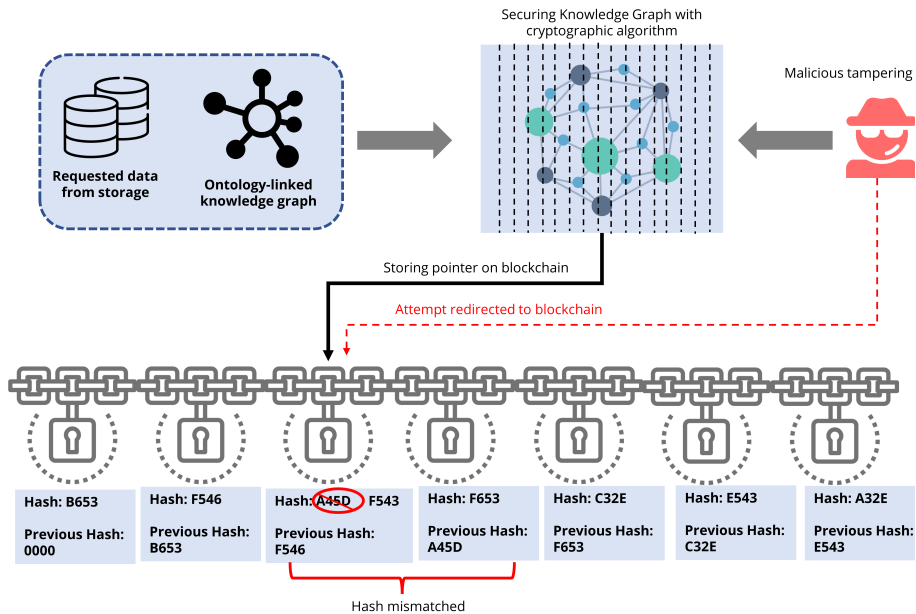 Securing Knowledge Graph with
cryptographic algorithm
Malicious tampering
Requested data
from storage
Ontology-linked
knowledge graph
Storing pointer on blockchain
Attempt redirected to blockchain
Hash: B653
Previous Hash:
0000
Hash: F546
Previous Hash:
B653
Hash: A45D F543
Previous Hash:
F546
Hash: F653
Previous Hash:
A45D
Hash: C32E
Previous Hash:
F653
Hash: E543
Previous Hash:
C32E
Hash: A32E
Previous Hash:
E543
Hash mismatched